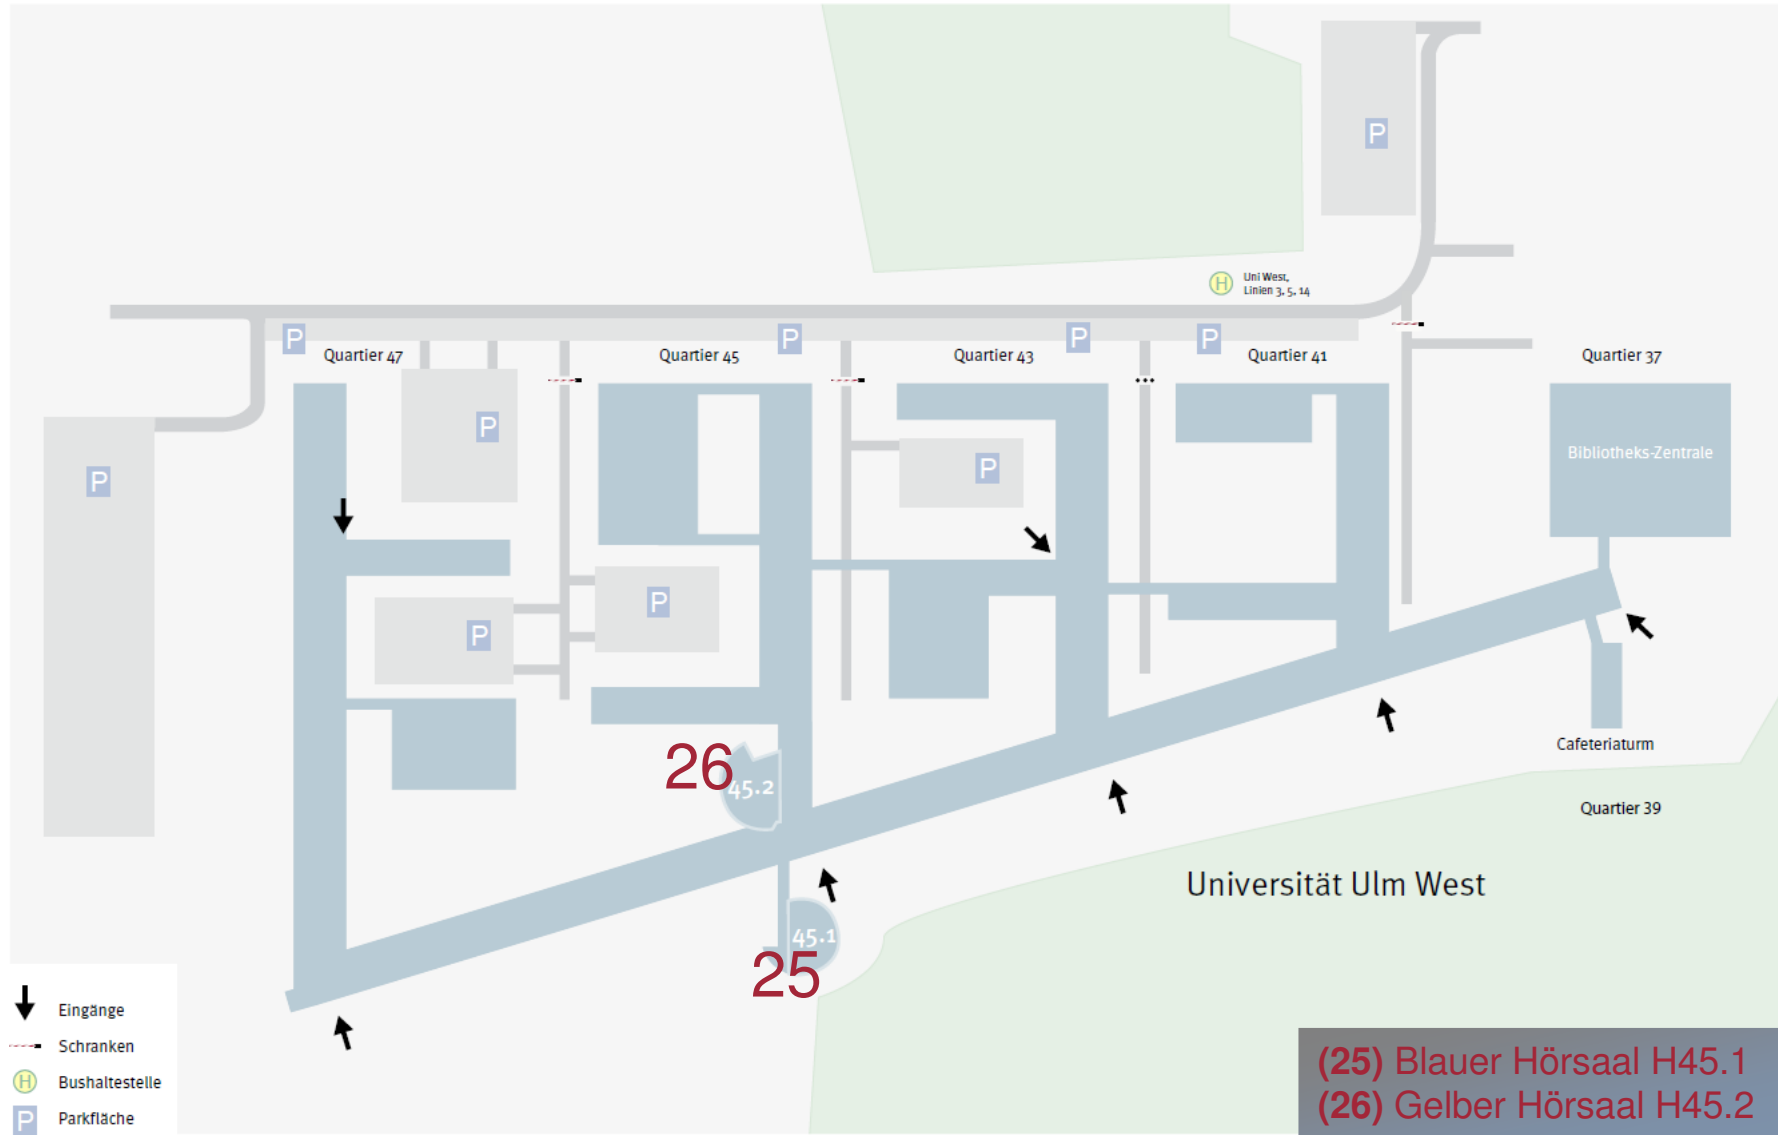 P
H
Uni West,
Linien 3, 5, 14
P
P
P
P
Quartier 47
Quartier 45
Quartier 43
Quartier 41
Quartier 37
P
Bibliotheks-Zentrale
P
P
P
P
26
45.2
Cafeteriaturm
Quartier 39
Universität Ulm West
45.1
25
Eingänge
Schranken
H Bushaltestelle
P Parkfläche
(25) Blauer Hörsaal H45.1
(26) Gelber Hörsaal H45.2